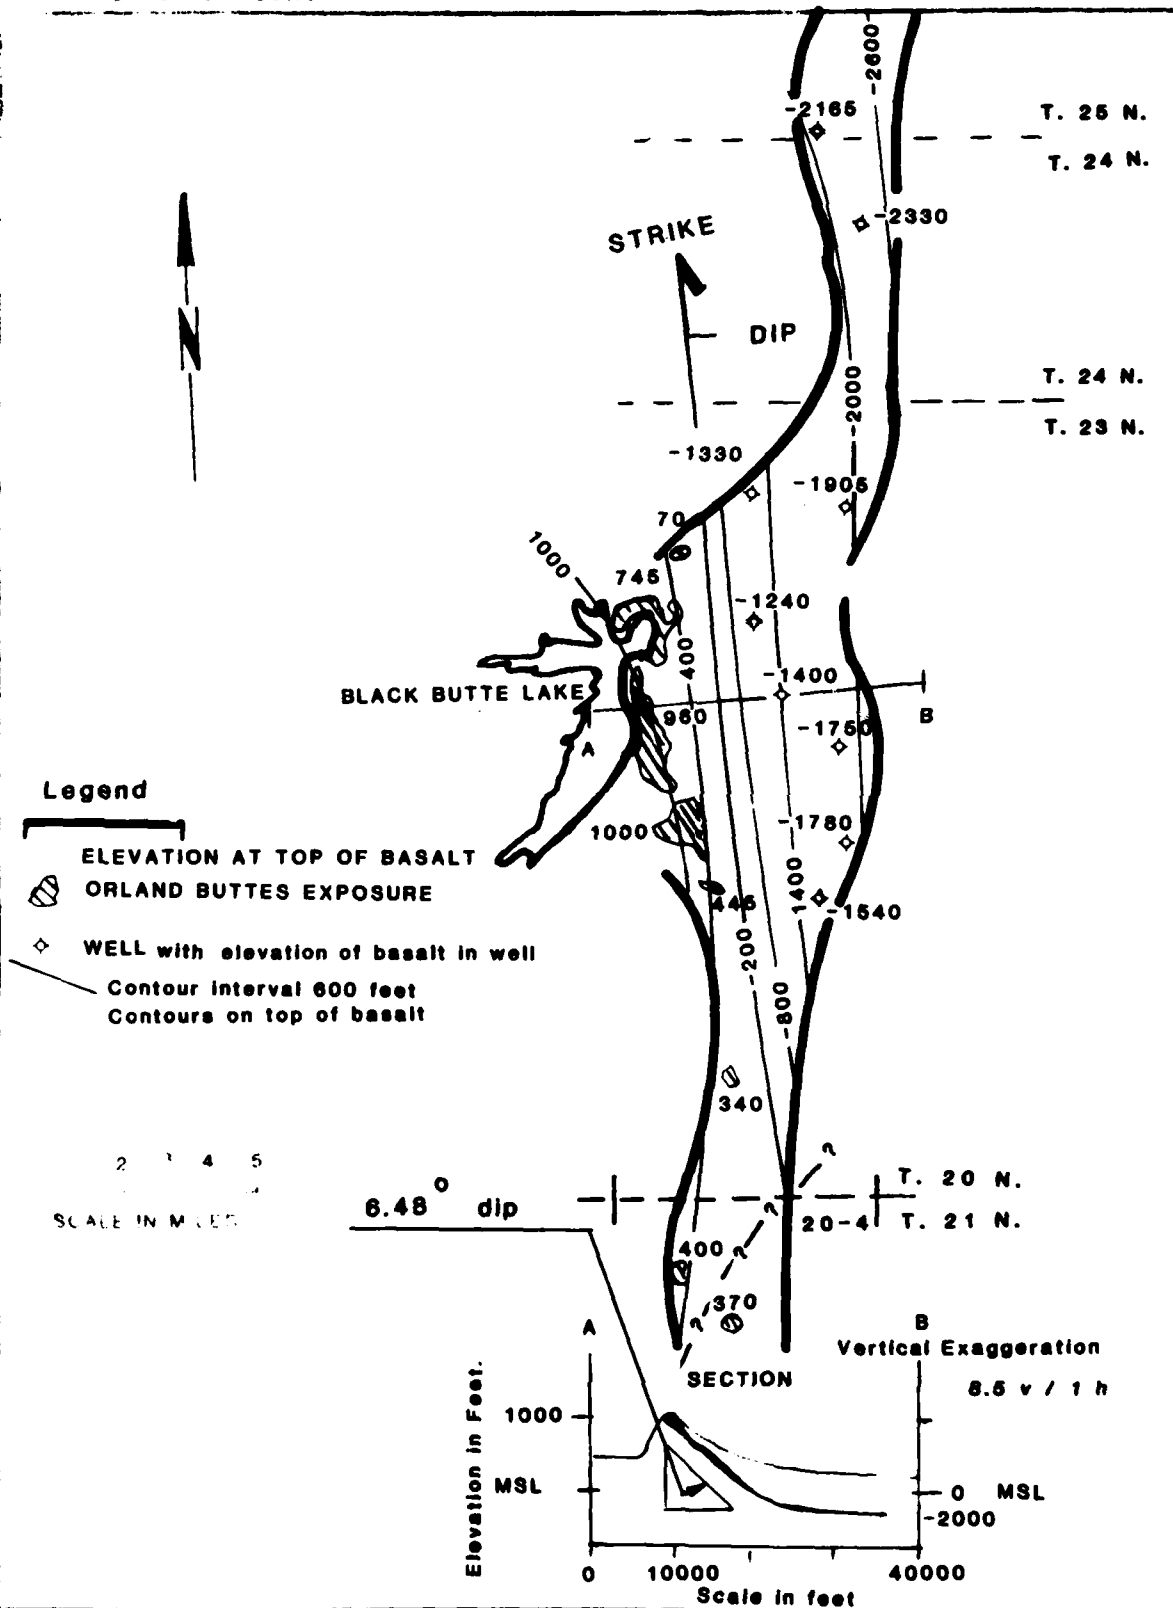 -2600
-2165
T. 25 N.
T. 24 N.
-2330
STRIKE
DIP
N
-2000
T. 24 N.
T. 23 N.
-1330
-1905
70
1000
745
-1240
400
-1400
BLACK BUTTE LAKE
960
A
B
-1750
Legend
-1780
1000
ELEVATION AT TOP OF BASALT
ORLAND BUTTES EXPOSURE
445
1400
-1540
WELL with elevation of basalt in well
-200
Contour interval 600 feet
Contours on top of basalt
-800
340
?
2 4 5
SCALE IN MILES
6.48° dip
T. 20 N.
20-4 T. 21 N.
?
400
?
370
?
A
B
Vertical Exaggeration
8.5 v / 1 h
SECTION
Elevation in Feet.
1000
MSL
0 MSL
-2000
0 10000 40000
Scale in feet